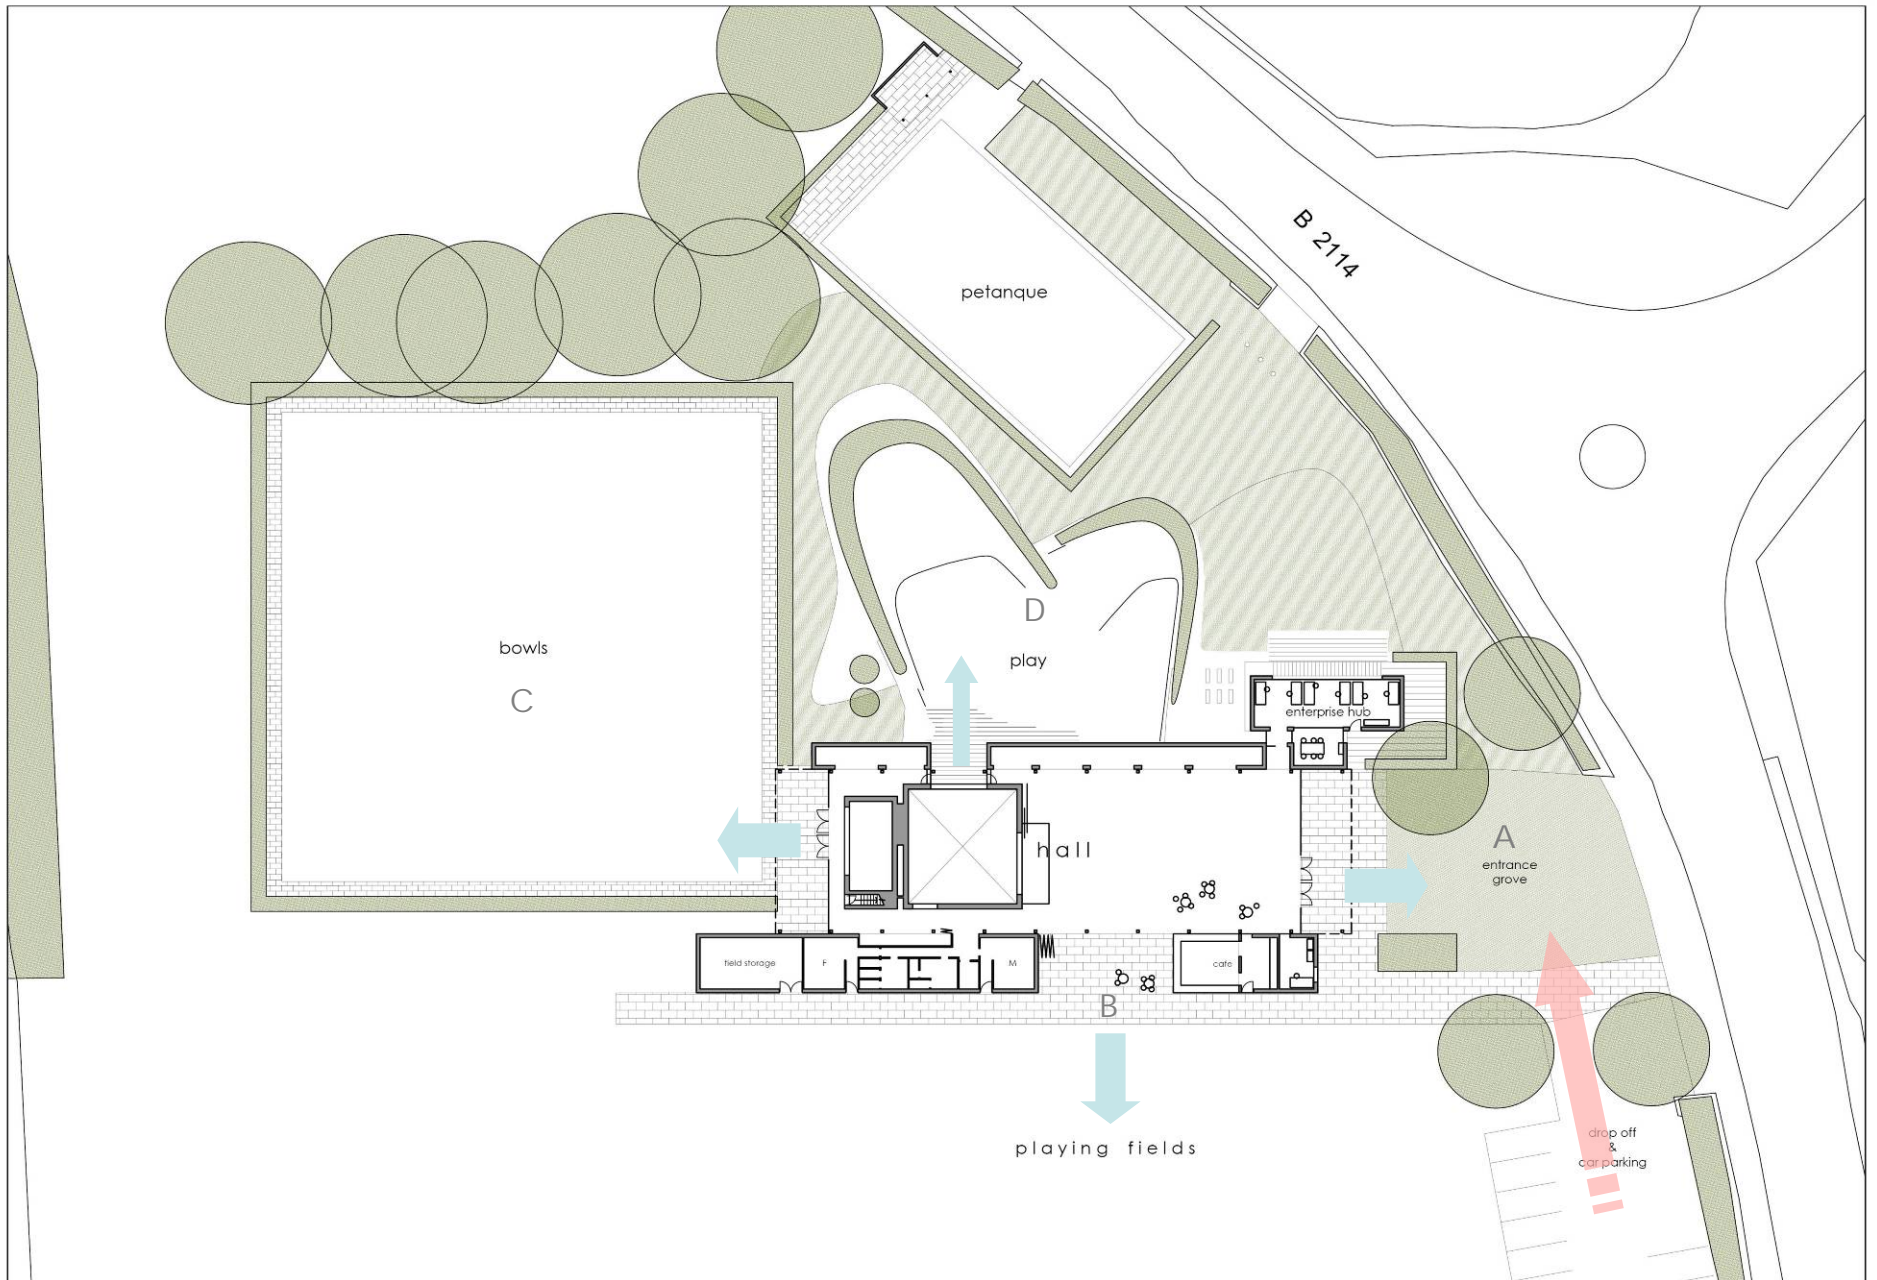 B 2114
petanque
D
play
bowls
C
enterprise hub
hall
A
entrance
grove
field storage
F
M
cafe
B
playing fields
drop off
&
car parking